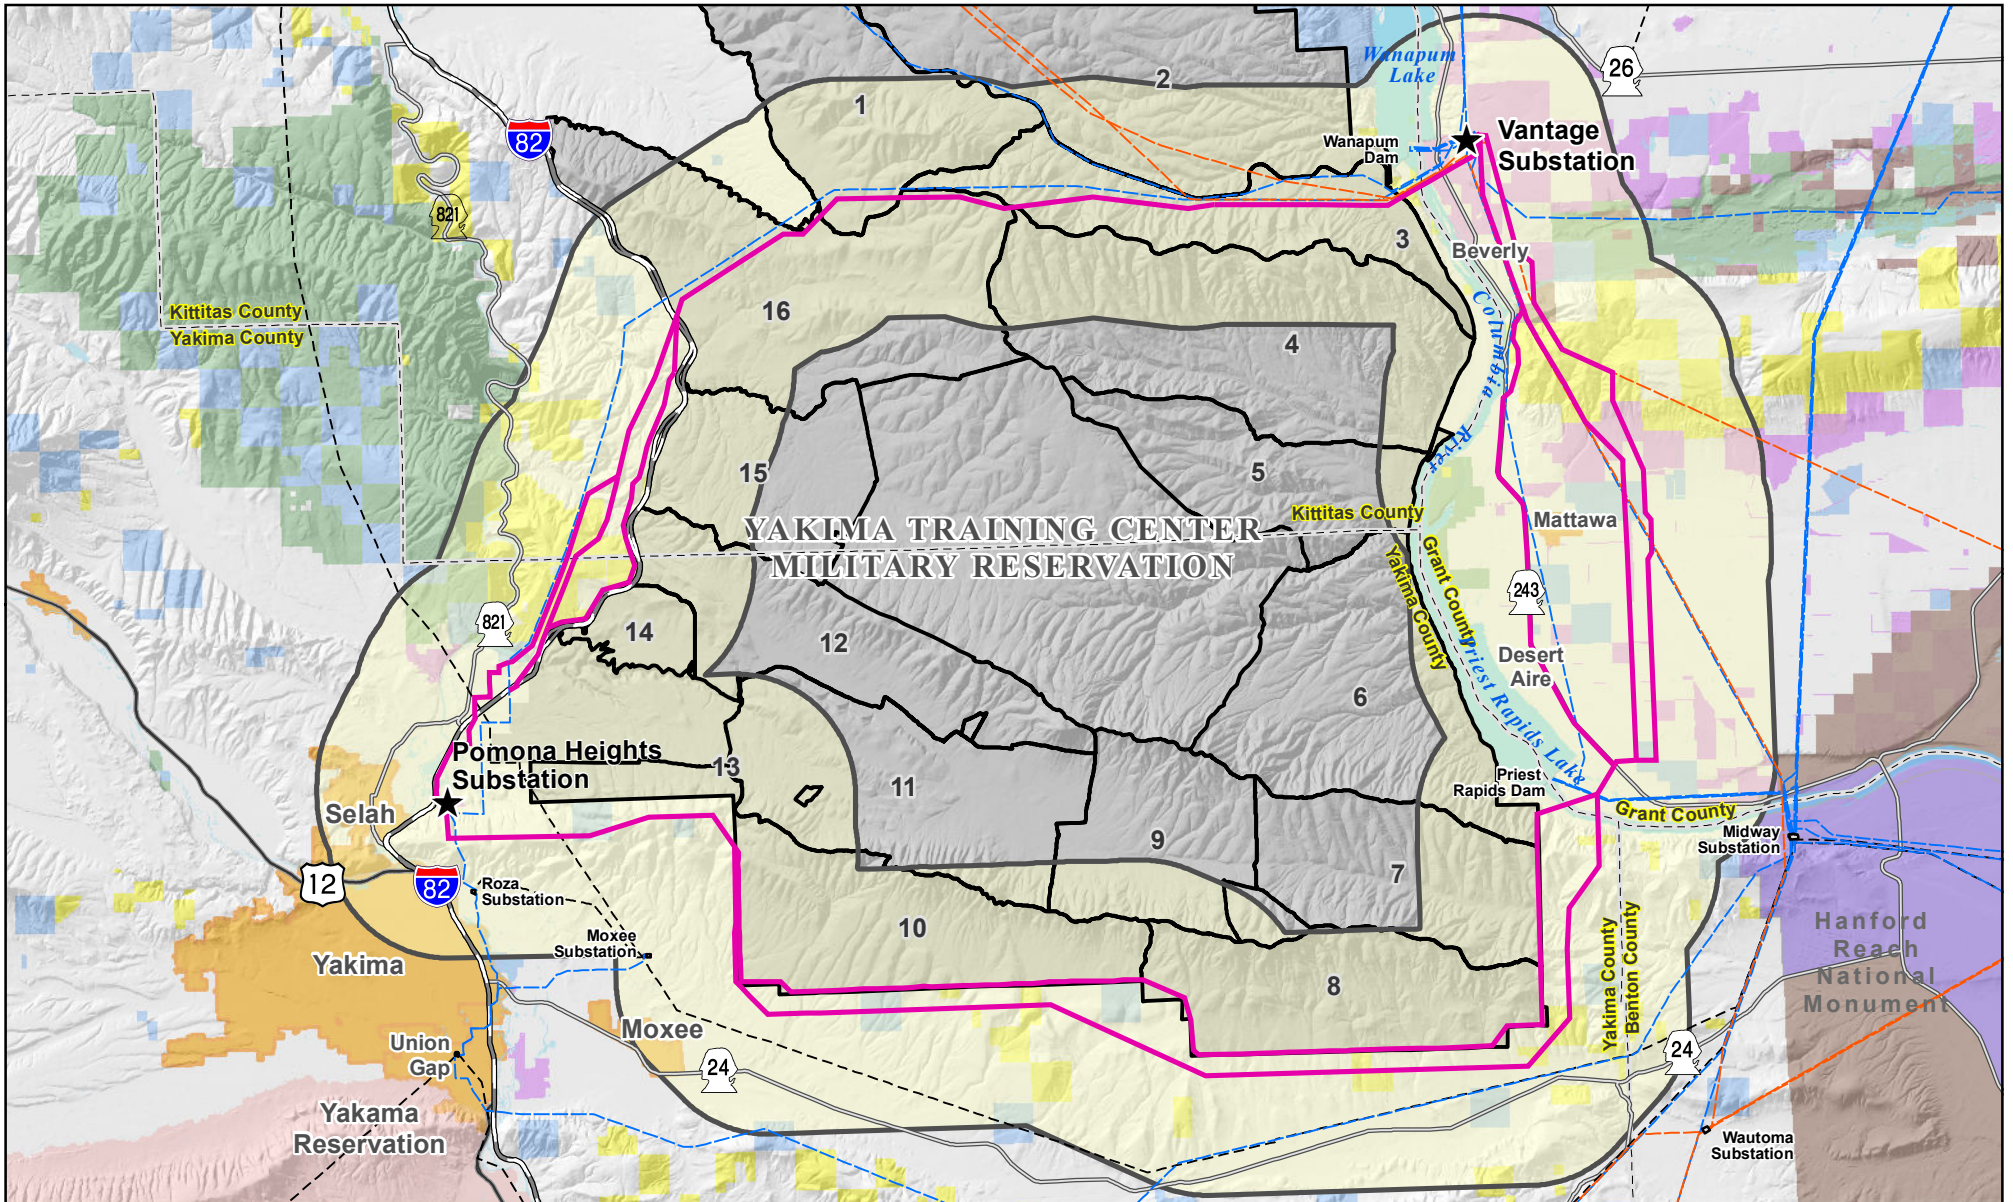 Wanapum
Lake
26
2
1
82
Wanapum
Dam
Vantage
Substation
821
3
Beverly
Kittitas County
Yakima County
16
Columbia
River
4
15
5
YAKIMA TRAINING CENTER
MILITARY RESERVATION
Kittitas County
Mattawa
Grant County
Yakima County
243
821
14
12
Desert
Aire
Priest Rapids Lake
6
Pomona Heights
Substation
13
11
Priest
Rapids Dam
Selah
Grant County
9
Midway
Substation
12
82
Roza
Substation
7
10
Moxee
Substation
Yakima
Hanford
Reach
National
Monument
Yakima County
Benton County
8
Moxee
Union
Gap
24
24
Yakama
Reservation
Wautoma
Substation